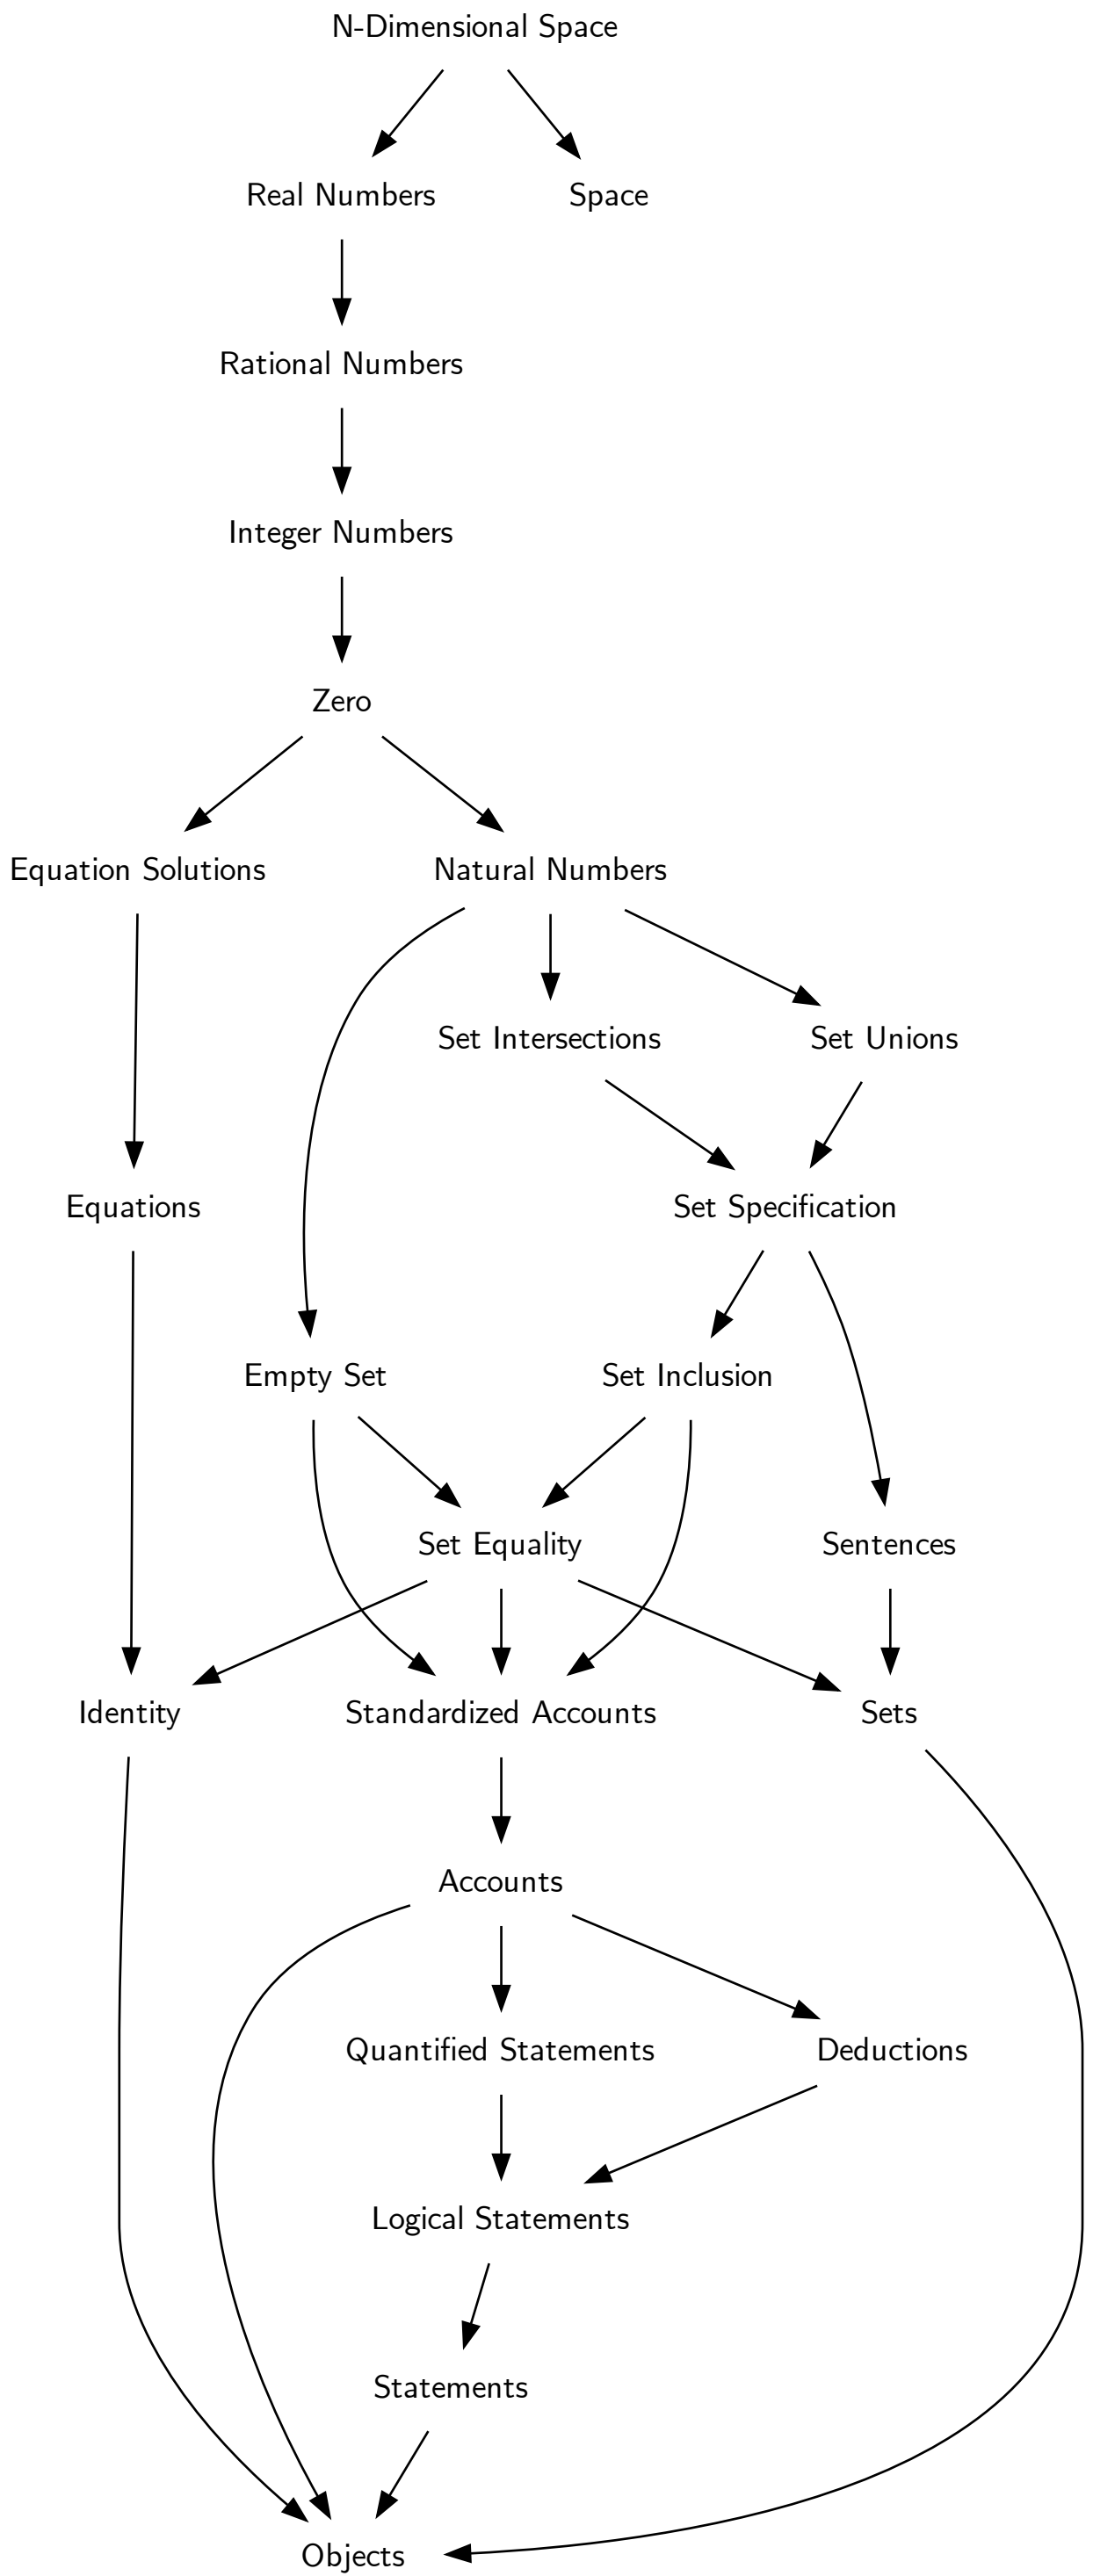 N-Dimensional Space
Real Numbers
Space
Rational Numbers
Integer Numbers
Zero
Equation Solutions
Natural Numbers
Set Intersections
Set Unions
Equations
Set Specification
Empty Set
Set Inclusion
Set Equality
Sentences
Identity
Standardized Accounts
Sets
Accounts
Quantified Statements
Deductions
Logical Statements
Statements
Objects